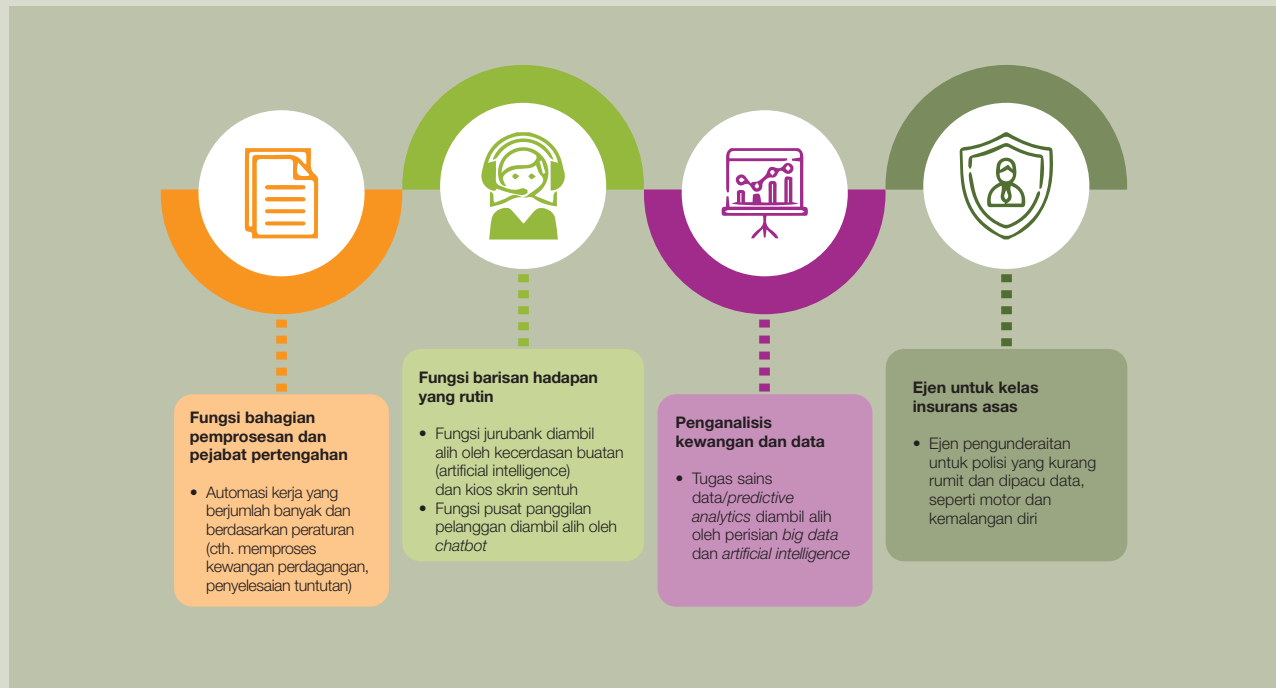 Fungsi bahagian
pemprosesan dan
pejabat pertengahan
• Automasi kerja yang
berjumlah banyak dan
berdasarkan peraturan
(cth. memproses
kewangan perdagangan,
penyelesaian tuntutan)
Fungsi barisan hadapan
yang rutin
• Fungsi jurubank diambil
alih oleh kecerdasan buatan
(artificial intelligence)
dan kios skrin sentuh
• Fungsi pusat panggilan
pelanggan diambil alih oleh
chatbot
Penganalisis
kewangan dan data
• Tugas sains
data/predictive
analytics diambil alih
oleh perisian big data
dan artificial intelligence
Ejen untuk kelas
insurans asas
• Ejen pengunderaitan
untuk polisi yang kurang
rumit dan dipacu data,
seperti motor dan
kemalangan diri